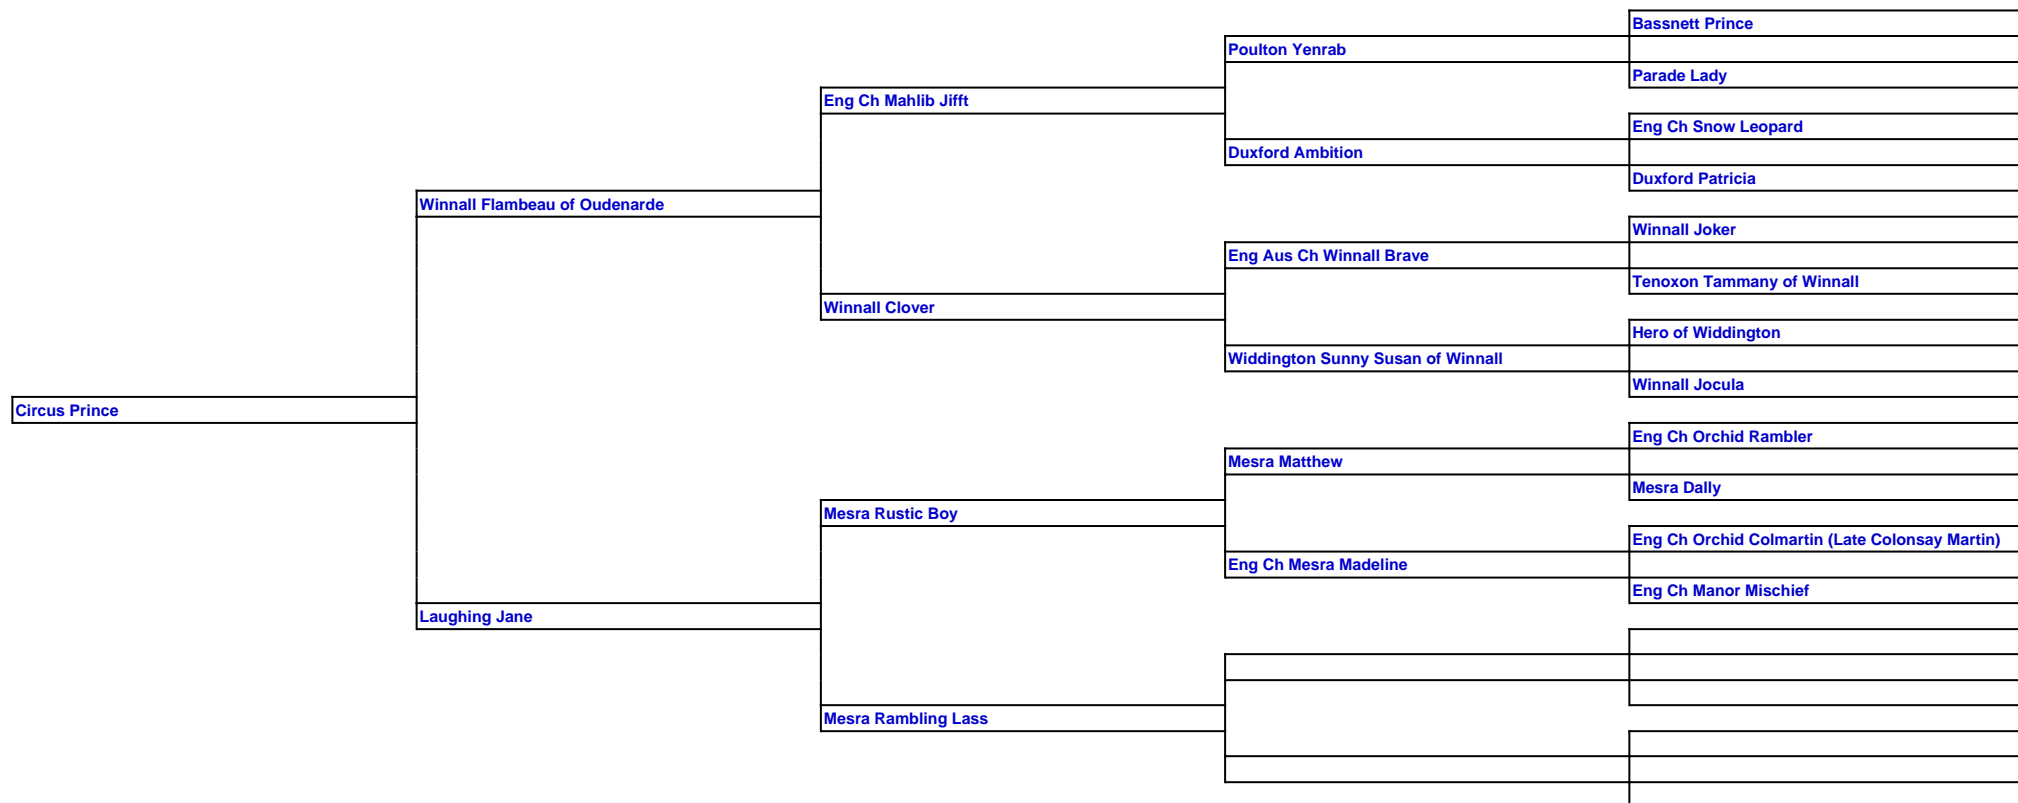 Bassnett Prince
Poulton Yenrab
Parade Lady
Eng Ch Mahlib Jifft
Eng Ch Snow Leopard
Duxford Ambition
Duxford Patricia
Winnall Flambeau of Oudenarde
Winnall Joker
Eng Aus Ch Winnall Brave
Tenoxon Tammany of Winnall
Winnall Clover
Hero of Widdington
Widdington Sunny Susan of Winnall
Winnall Jocula
Circus Prince
Eng Ch Orchid Rambler
Mesra Matthew
Mesra Dally
Mesra Rustic Boy
Eng Ch Orchid Colmartin (Late Colonsay Martin)
Eng Ch Mesra Madeline
Eng Ch Manor Mischief
Laughing Jane
Mesra Rambling Lass